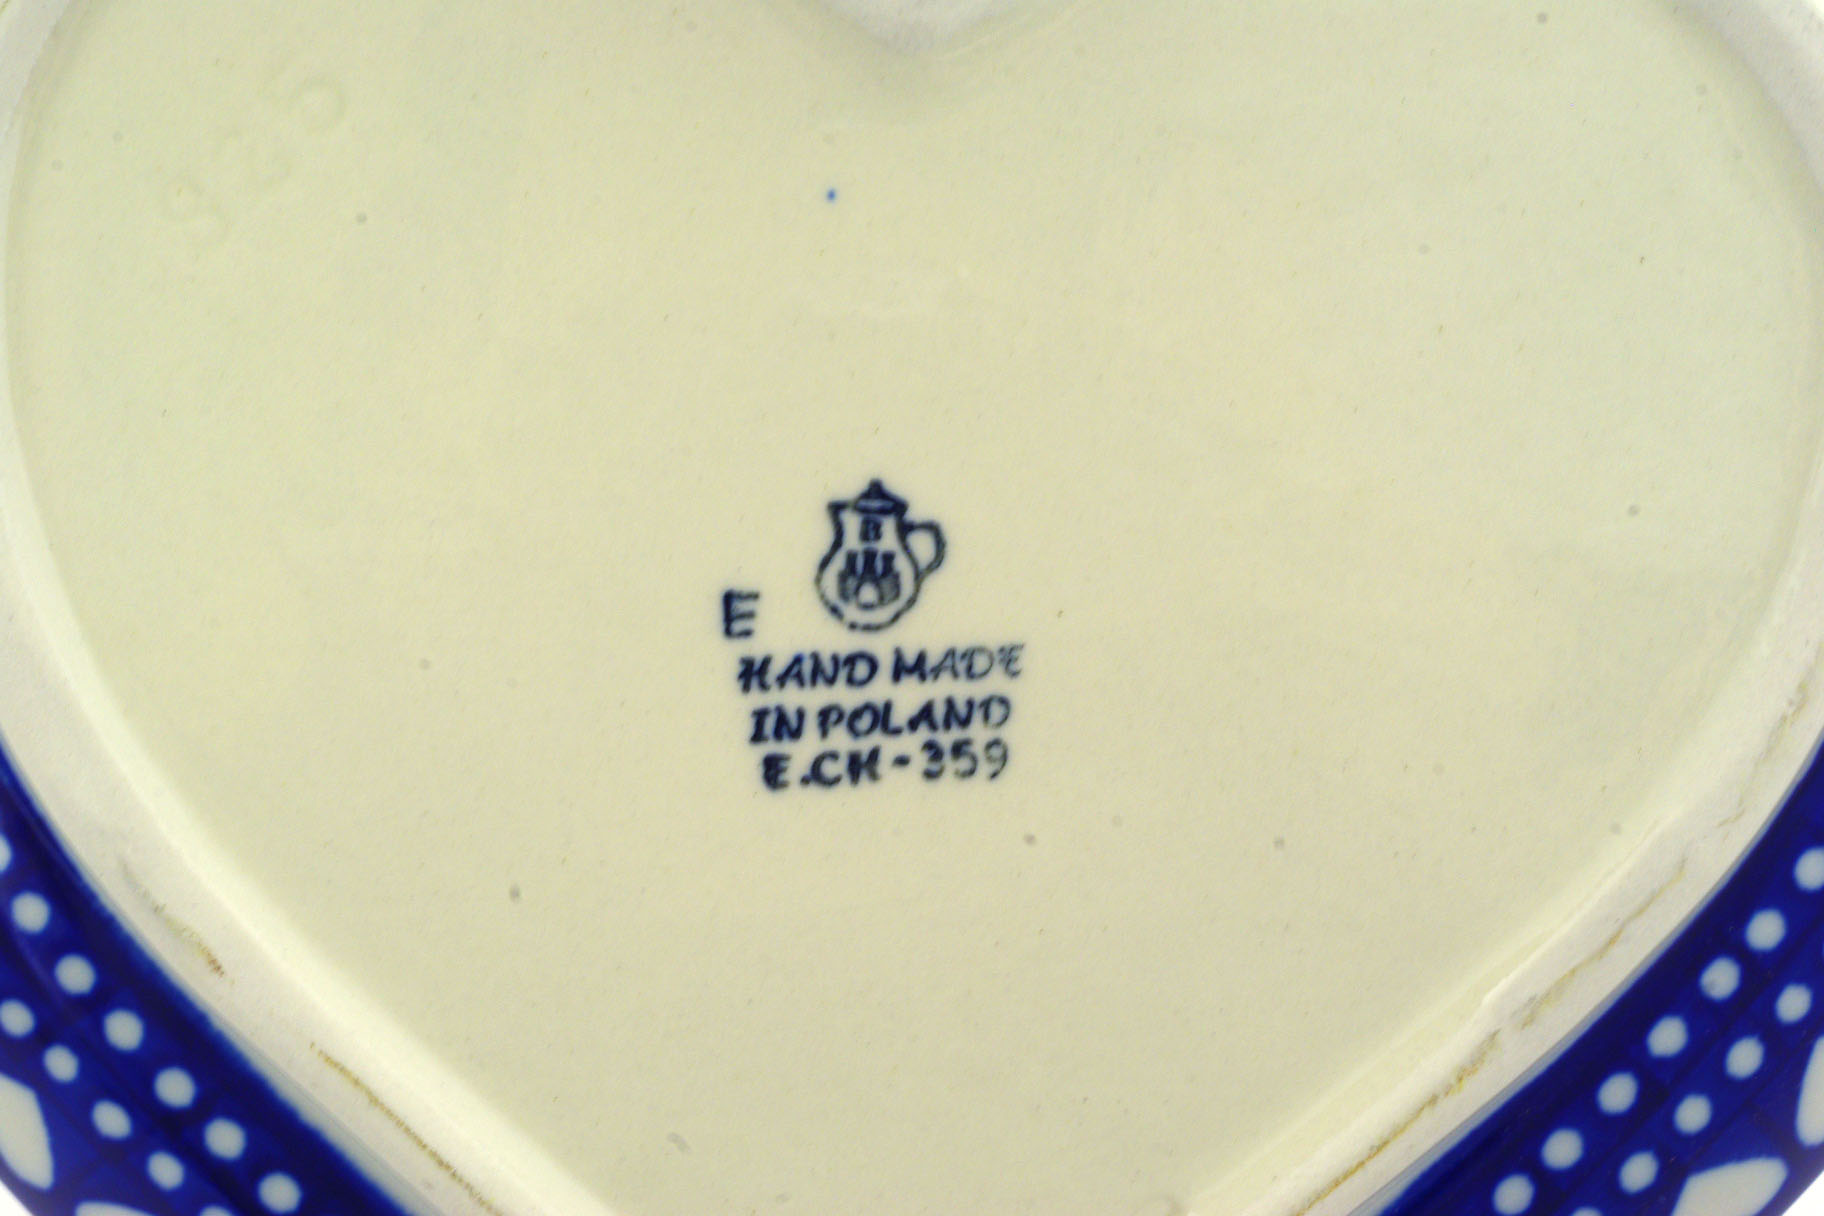 B
E
HAND MADE
IN POLAND
E.CH-359